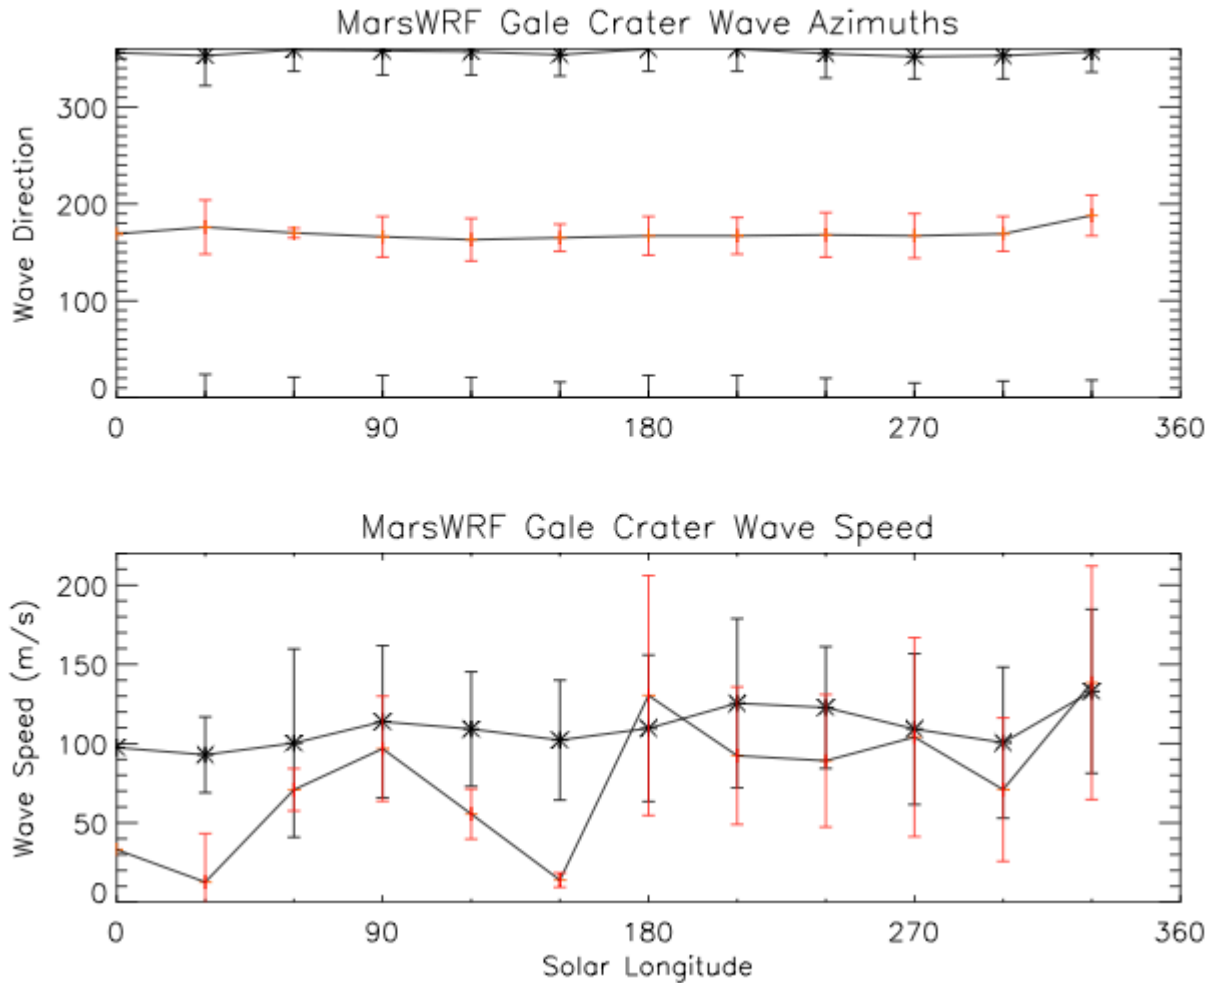 MarsWRF Gale Crater Wave Azimuths
Wave Direction
300
200
100
0
0 90 180 270 360
MarsWRF Gale Crater Wave Speed
Wave Speed (m/s)
200
150
100
50
0
0 90 180 270 360
Solar Longitude